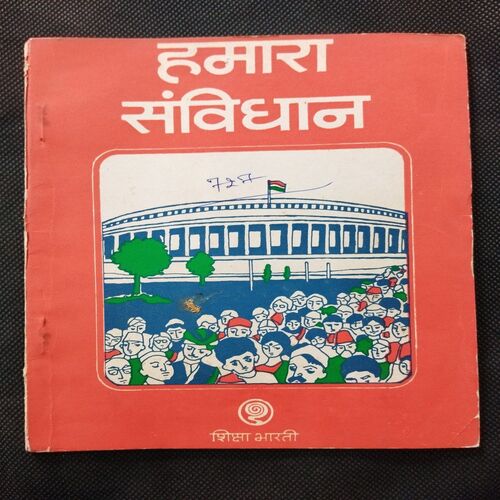 हमारा
संविधान
शिक्षा भारती